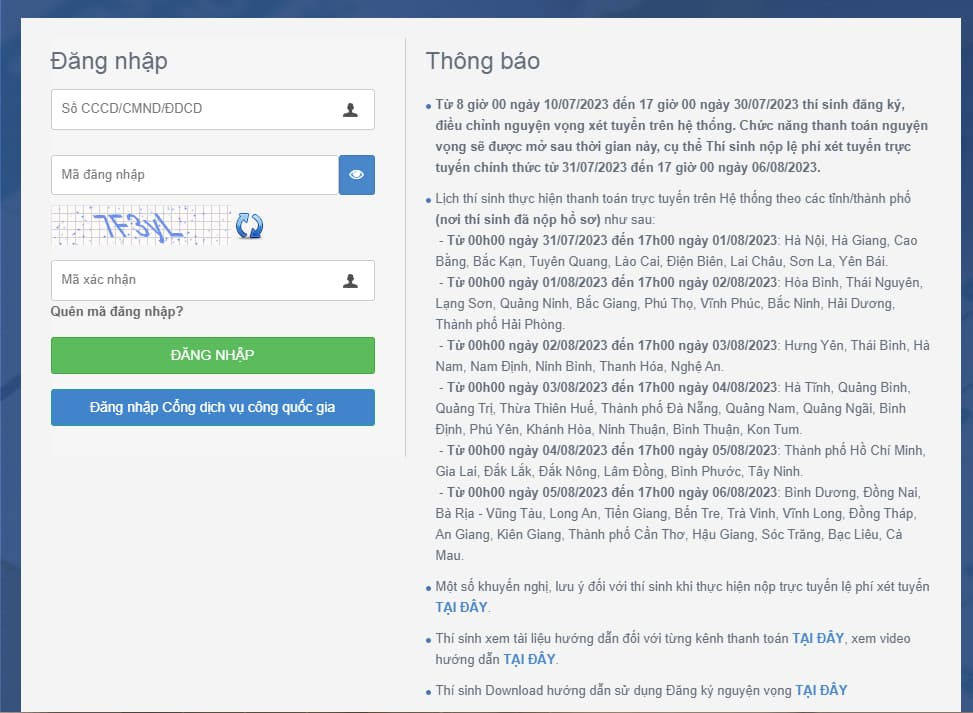 Đăng nhập
Số CCCD/CMND/ĐDCD
Mã đăng nhập
7F3VL
Mã xác nhận
Quên mã đăng nhập?
ĐĂNG NHẬP
Đăng nhập Cổng dịch vụ công quốc gia
Thông báo
Từ 8 giờ 00 ngày 10/07/2023 đến 17 giờ 00 ngày 30/07/2023 thí sinh đăng ký,
điều chỉnh nguyện vọng xét tuyển trên hệ thống. Chức năng thanh toán nguyện
vọng sẽ được mở sau thời gian này, cụ thể Thí sinh nộp lệ phí xét tuyển trực
tuyến chính thức từ 31/07/2023 đến 17 giờ 00 ngày 06/08/2023.
Lịch thí sinh thực hiện thanh toán trực tuyến trên Hệ thống theo các tỉnh/thành phố
(nơi thí sinh đã nộp hồ sơ) như sau:
- Từ 00h00 ngày 31/07/2023 đến 17h00 ngày 01/08/2023: Hà Nội, Hà Giang, Cao
Bằng, Bắc Kạn, Tuyên Quang, Lào Cai, Điện Biên, Lai Châu, Sơn La, Yên Bái.
- Từ 00h00 ngày 01/08/2023 đến 17h00 ngày 02/08/2023: Hòa Bình, Thái Nguyên,
Lạng Sơn, Quảng Ninh, Bắc Giang, Phú Thọ, Vĩnh Phúc, Bắc Ninh, Hải Dương,
Thành phố Hải Phòng.
- Từ 00h00 ngày 02/08/2023 đến 17h00 ngày 03/08/2023: Hưng Yên, Thái Bình, Hà
Nam, Nam Định, Ninh Bình, Thanh Hóa, Nghệ An.
- Từ 00h00 ngày 03/08/2023 đến 17h00 ngày 04/08/2023: Hà Tĩnh, Quảng Bình,
Quảng Trị, Thừa Thiên Huế, Thành phố Đà Nẵng, Quảng Nam, Quảng Ngãi, Bình
Định, Phú Yên, Khánh Hòa, Ninh Thuận, Bình Thuận, Kon Tum.
- Từ 00h00 ngày 04/08/2023 đến 17h00 ngày 05/08/2023: Thành phố Hồ Chí Minh,
Gia Lai, Đắk Lắk, Đắk Nông, Lâm Đồng, Bình Phước, Tây Ninh.
- Từ 00h00 ngày 05/08/2023 đến 17h00 ngày 06/08/2023: Bình Dương, Đồng Nai,
Bà Rịa - Vũng Tàu, Long An, Tiền Giang, Bến Tre, Trà Vinh, Vĩnh Long, Đồng Tháp,
An Giang, Kiên Giang, Thành phố Cần Thơ, Hậu Giang, Sóc Trăng, Bạc Liêu, Cà
Mau.
Một số khuyến nghị, lưu ý đối với thí sinh khi thực hiện nộp trực tuyến lệ phí xét tuyển
TẠI ĐÂY.
Thí sinh xem tài liệu hướng dẫn đối với từng kênh thanh toán TẠI ĐÂY, xem video
hướng dẫn TẠI ĐÂY.
Thí sinh Download hướng dẫn sử dụng Đăng ký nguyện vọng TẠI ĐÂY